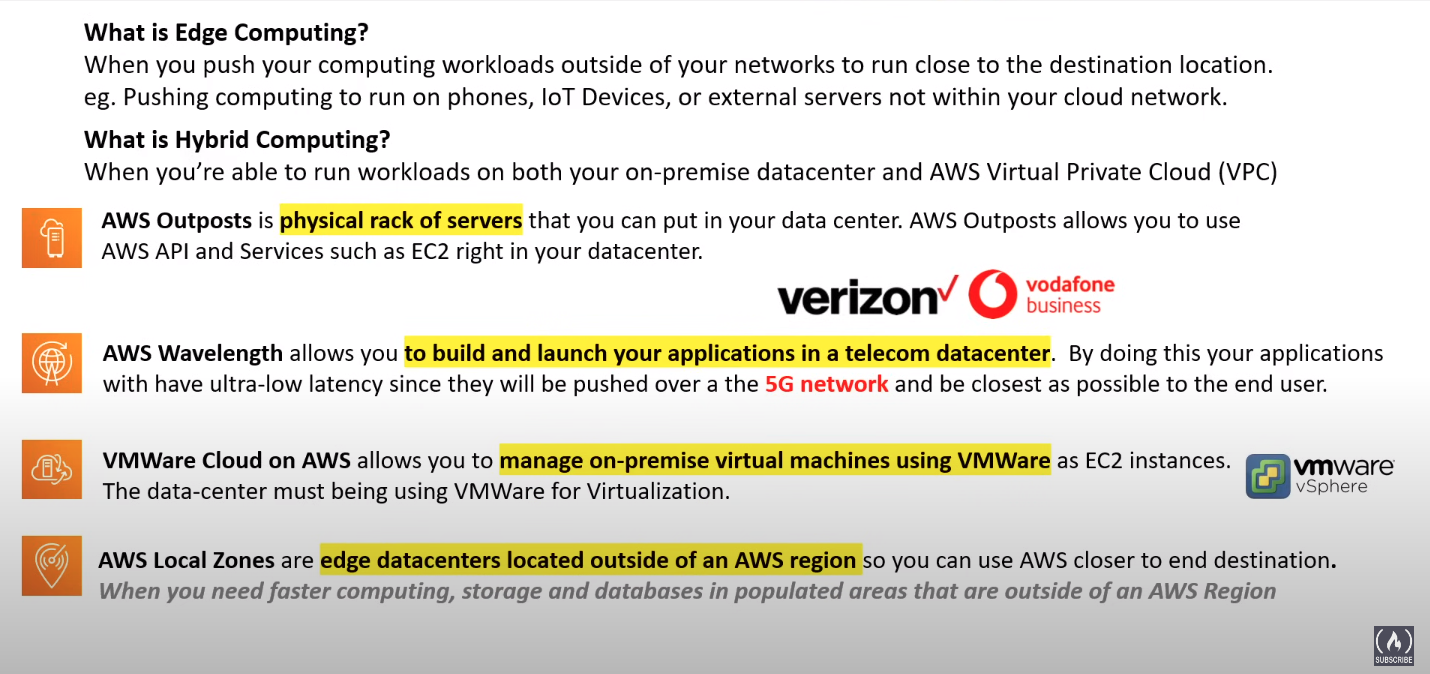 What is Edge Computing?
When you push your computing workloads outside of your networks to run close to the destination location.
eg. Pushing computing to run on phones, IoT Devices, or external servers not within your cloud network.
What is Hybrid Computing?
When you're able to run workloads on both your on-premise datacenter and AWS Virtual Private Cloud (VPC)
AWS Outposts is physical rack of servers that you can put in your data center. AWS Outposts allows you to use
AWS API and Services such as EC2 right in your datacenter.
verizon✓
vodafone
business
AWS Wavelength allows you to build and launch your applications in a telecom datacenter.  By doing this your applications
with have ultra-low latency since they will be pushed over a the 5G network and be closest as possible to the end user.
VMWare Cloud on AWS allows you to manage on-premise virtual machines using VMWare as EC2 instances.
The data-center must being using VMWare for Virtualization.
vmware
vSphere
AWS Local Zones are edge datacenters located outside of an AWS region so you can use AWS closer to end destination.
When you need faster computing, storage and databases in populated areas that are outside of an AWS Region
SUBSCRIBE